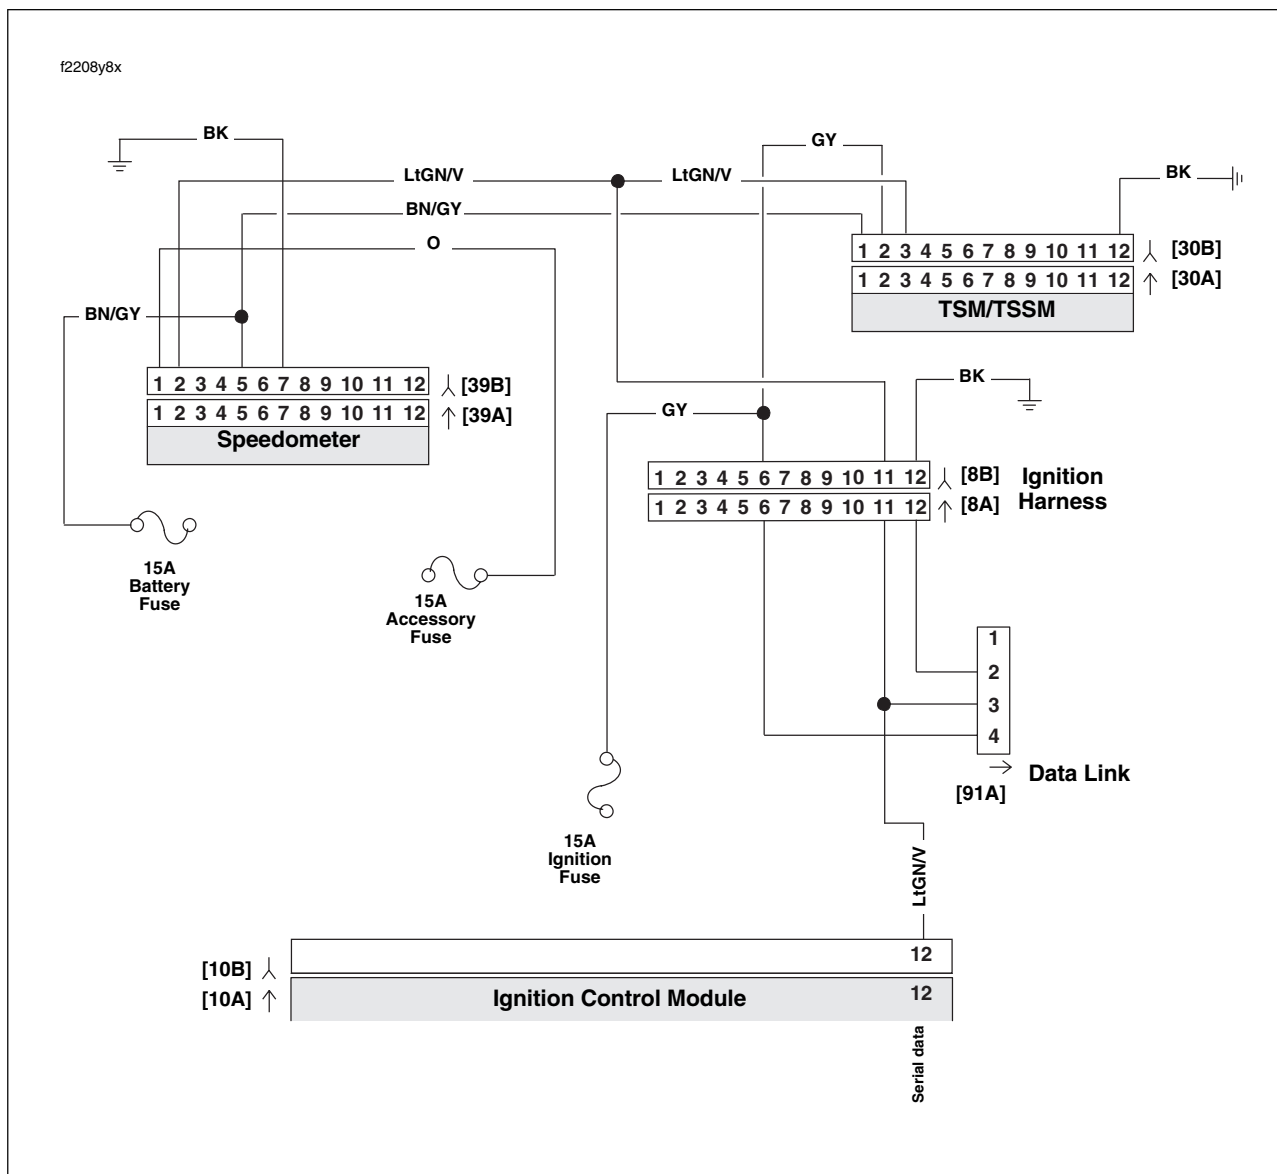 f2208y8x
BK
GY
LtGN/V
LtGN/V
BK
BN/GY
O
1 2 3 4 5 6 7 8 9 10 11 12
[30B]
1 2 3 4 5 6 7 8 9 10 11 12
[30A]
TSM/TSSM
BN/GY
1 2 3 4 5 6 7 8 9 10 11 12
[39B]
1 2 3 4 5 6 7 8 9 10 11 12
[39A]
Speedometer
BK
GY
1 2 3 4 5 6 7 8 9 10 11 12
[8B]
1 2 3 4 5 6 7 8 9 10 11 12
[8A]
Ignition
Harness
15A
Battery
Fuse
15A
Accessory
Fuse
1
2
3
4
Data Link
[91A]
15A
Ignition
Fuse
LtGN/V
[10B]
12
[10A]
Ignition Control Module
12
Serial data